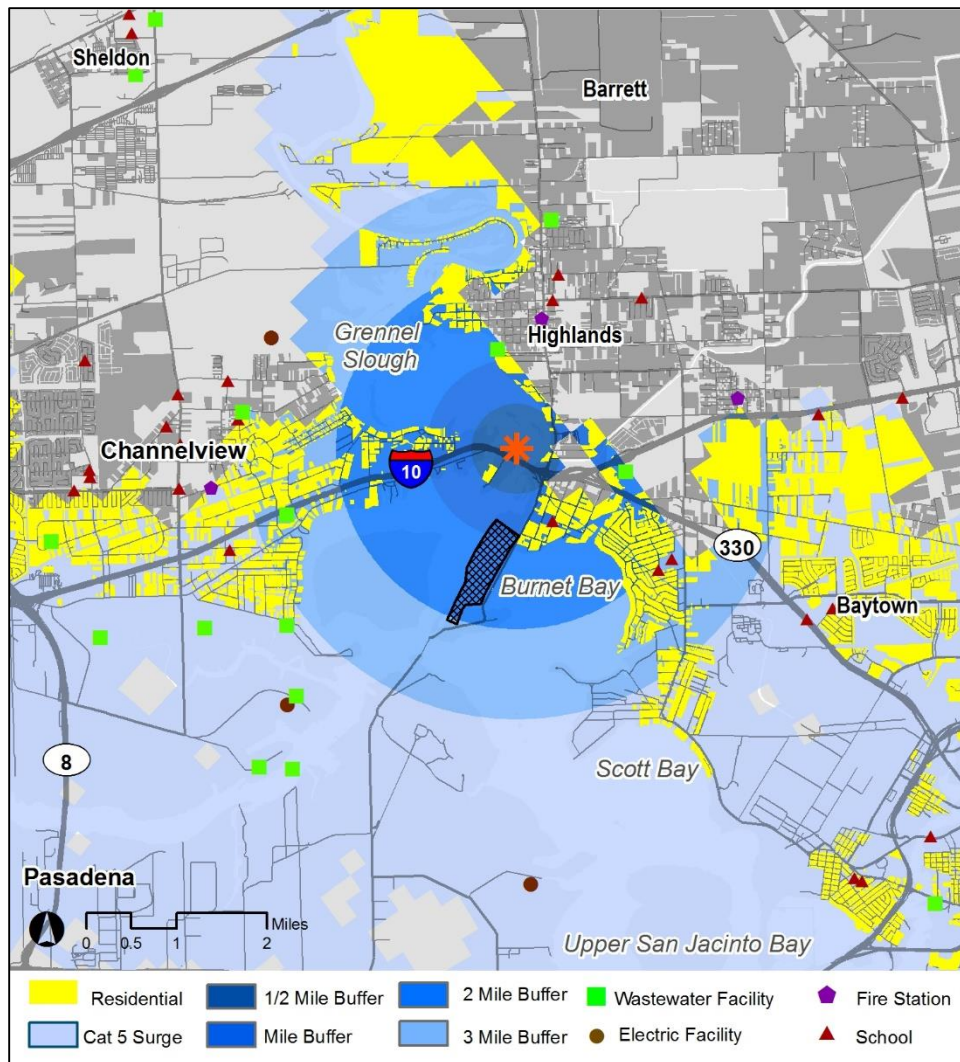 Sheldon
Barrett
Grennel
Slough
Highlands
Channelview
10
330
Burnet Bay
Baytown
8
Scott Bay
Pasadena
Miles
0 0.5 1 2
Upper San Jacinto Bay
Residential 1/2 Mile Buffer 2 Mile Buffer Wastewater Facility Fire Station
Cat 5 Surge Mile Buffer 3 Mile Buffer Electric Facility School